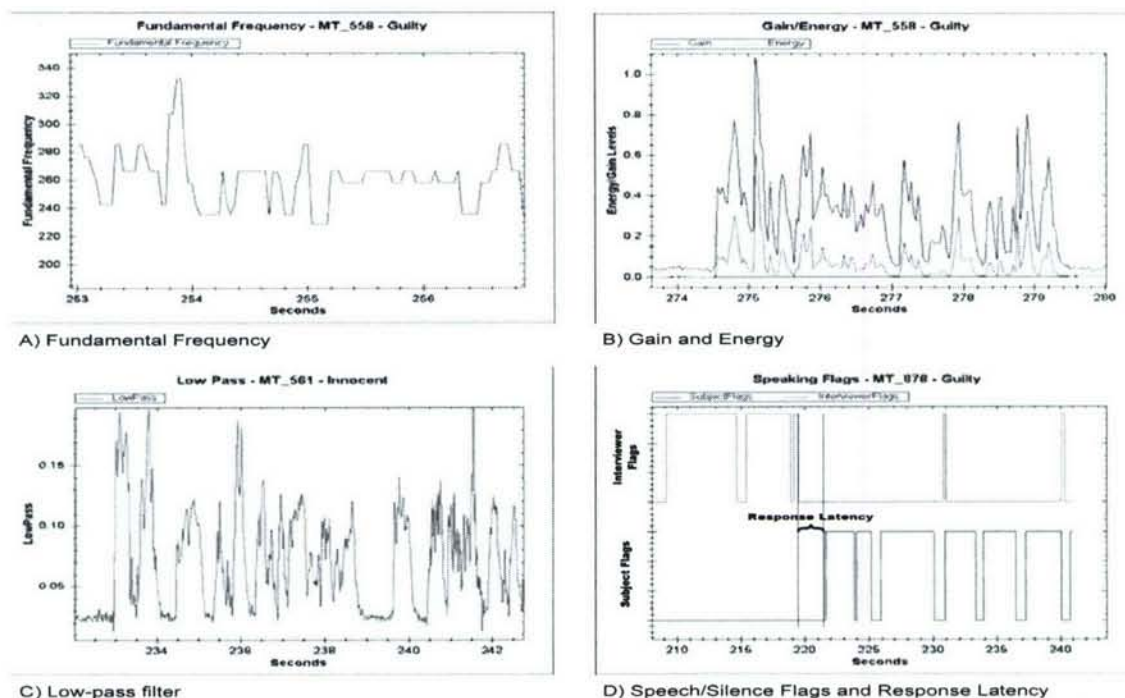 Fundamental Frequency - MT_558 - Guilty
Fundamental Frequency
Fundamental Frequency
340
320
300
280
260
240
220
200
253
254
255
256
Seconds
A) Fundamental Frequency
Gain/Energy - MT_558 - Guilty
Gain
Energy
Energy/Gain Levels
1.0
0.8
0.6
0.4
0.2
0.0
274
275
276
277
278
279
280
Seconds
B) Gain and Energy
Low Pass - MT_561 - Innocent
LowPass
LowPass
0.15
0.10
0.05
234
236
238
240
242
Seconds
C) Low-pass filter
Speaking Flags - MT_878 - Guilty
SubjectFlags
InterviewerFlags
Interviewer
Flags
Response Latency
Subject Flags
210
215
220
225
230
235
240
Seconds
D) Speech/Silence Flags and Response Latency